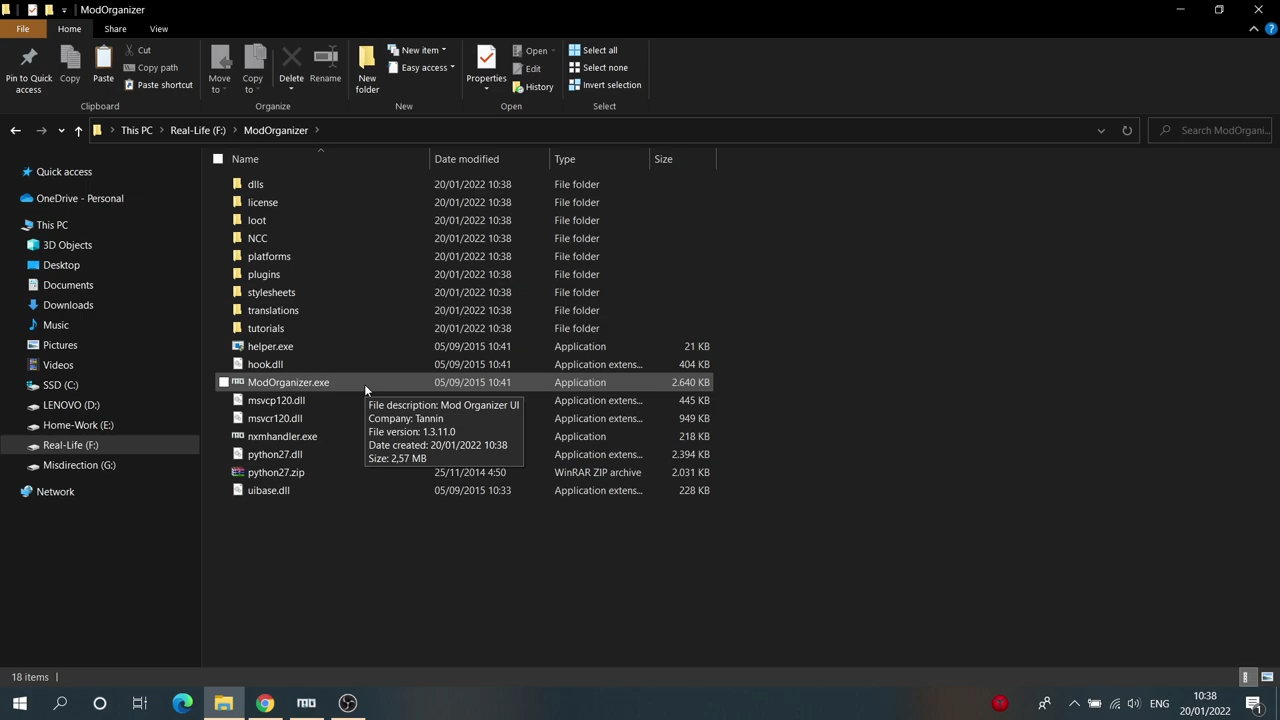 ModOrganizer
File Home Share View
Pin to Quick access
Copy
Paste
Cut
Copy path
Paste shortcut
Clipboard
Move to
Copy to
Delete
Rename
Organize
New folder
New item
Easy access
New
Properties
Open
Edit
History
Open
Select all
Select none
Invert selection
Select
This PC Real-Life (F:) ModOrganizer
Search ModOrgani...
Name Date modified Type Size
Quick access
OneDrive - Personal
This PC
3D Objects
Desktop
Documents
Downloads
Music
Pictures
Videos
SSD (C:)
LENOVO (D:)
Home-Work (E:)
Real-Life (F:)
Misdirection (G:)
Network
dlls 20/01/2022 10:38 File folder
license 20/01/2022 10:38 File folder
loot 20/01/2022 10:38 File folder
NCC 20/01/2022 10:38 File folder
platforms 20/01/2022 10:38 File folder
plugins 20/01/2022 10:38 File folder
stylesheets 20/01/2022 10:38 File folder
translations 20/01/2022 10:38 File folder
tutorials 20/01/2022 10:38 File folder
helper.exe 05/09/2015 10:41 Application 21 KB
hook.dll 05/09/2015 10:41 Application extens... 404 KB
ModOrganizer.exe 05/09/2015 10:41 Application 2.640 KB
msvcp120.dll Application extens... 445 KB
msvcr120.dll Application extens... 949 KB
nxmhandler.exe Application 218 KB
python27.dll Application extens... 2.394 KB
python27.zip 25/11/2014 4:50 WinRAR ZIP archive 2.031 KB
uibase.dll 05/09/2015 10:33 Application extens... 228 KB
File description: Mod Organizer UI
Company: Tannin
File version: 1.3.11.0
Date created: 20/01/2022 10:38
Size: 2,57 MB
18 items
ENG
10:38
20/01/2022
1